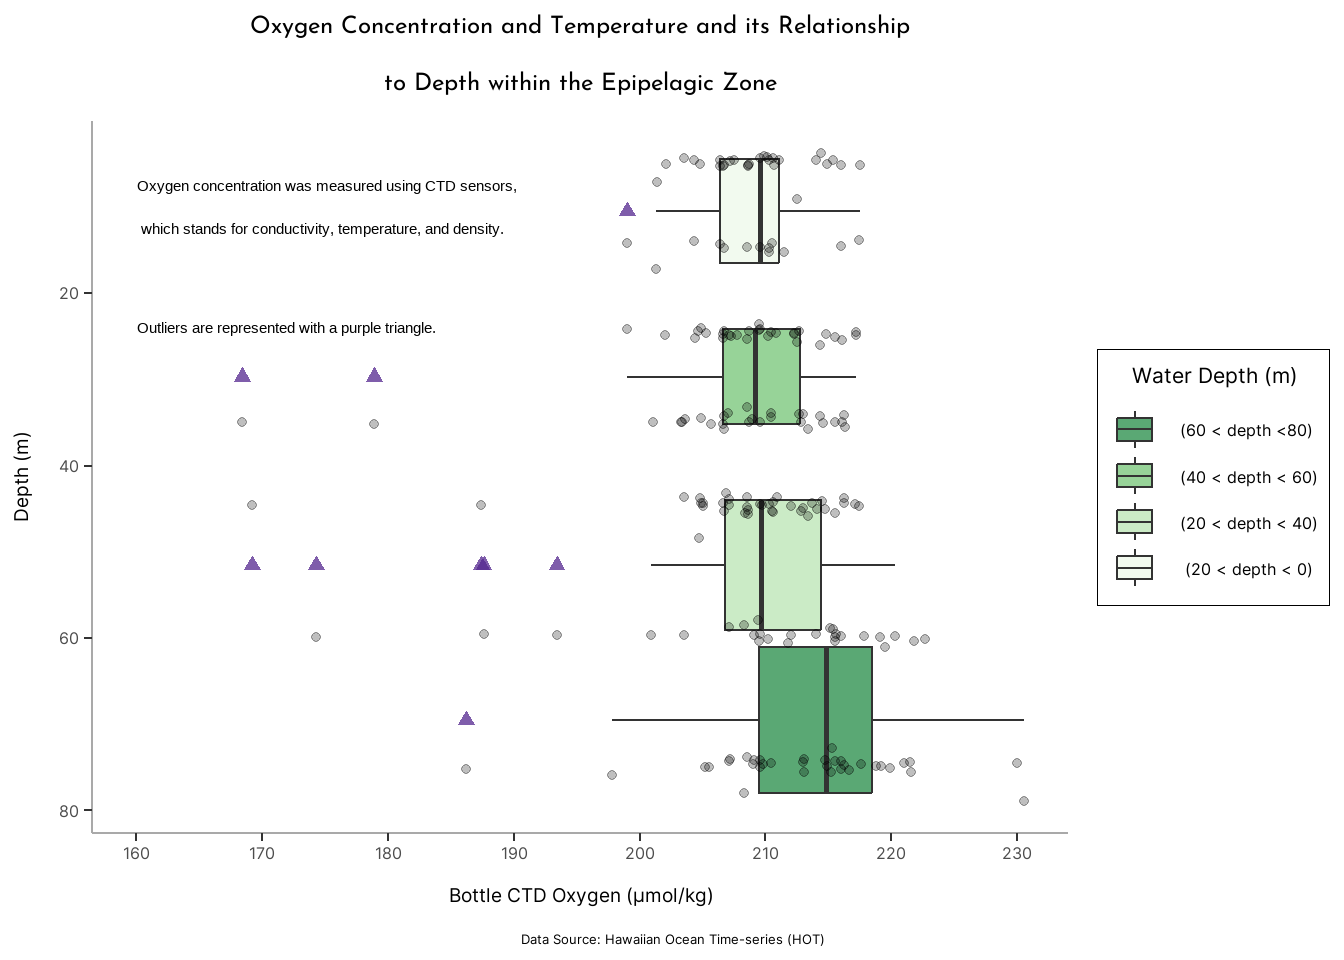 Oxygen Concentration and Temperature and its Relationship
to Depth within the Epipelagic Zone
Oxygen concentration was measured using CTD sensors,
which stands for conductivity, temperature, and density.
Outliers are represented with a purple triangle.
Depth (m)
20
40
60
80
160 170 180 190 200 210 220 230
Bottle CTD Oxygen (μmol/kg)
Data Source: Hawaiian Ocean Time-series (HOT)
Water Depth (m)
(60 < depth <80)
(40 < depth < 60)
(20 < depth < 40)
(20 < depth < 0)